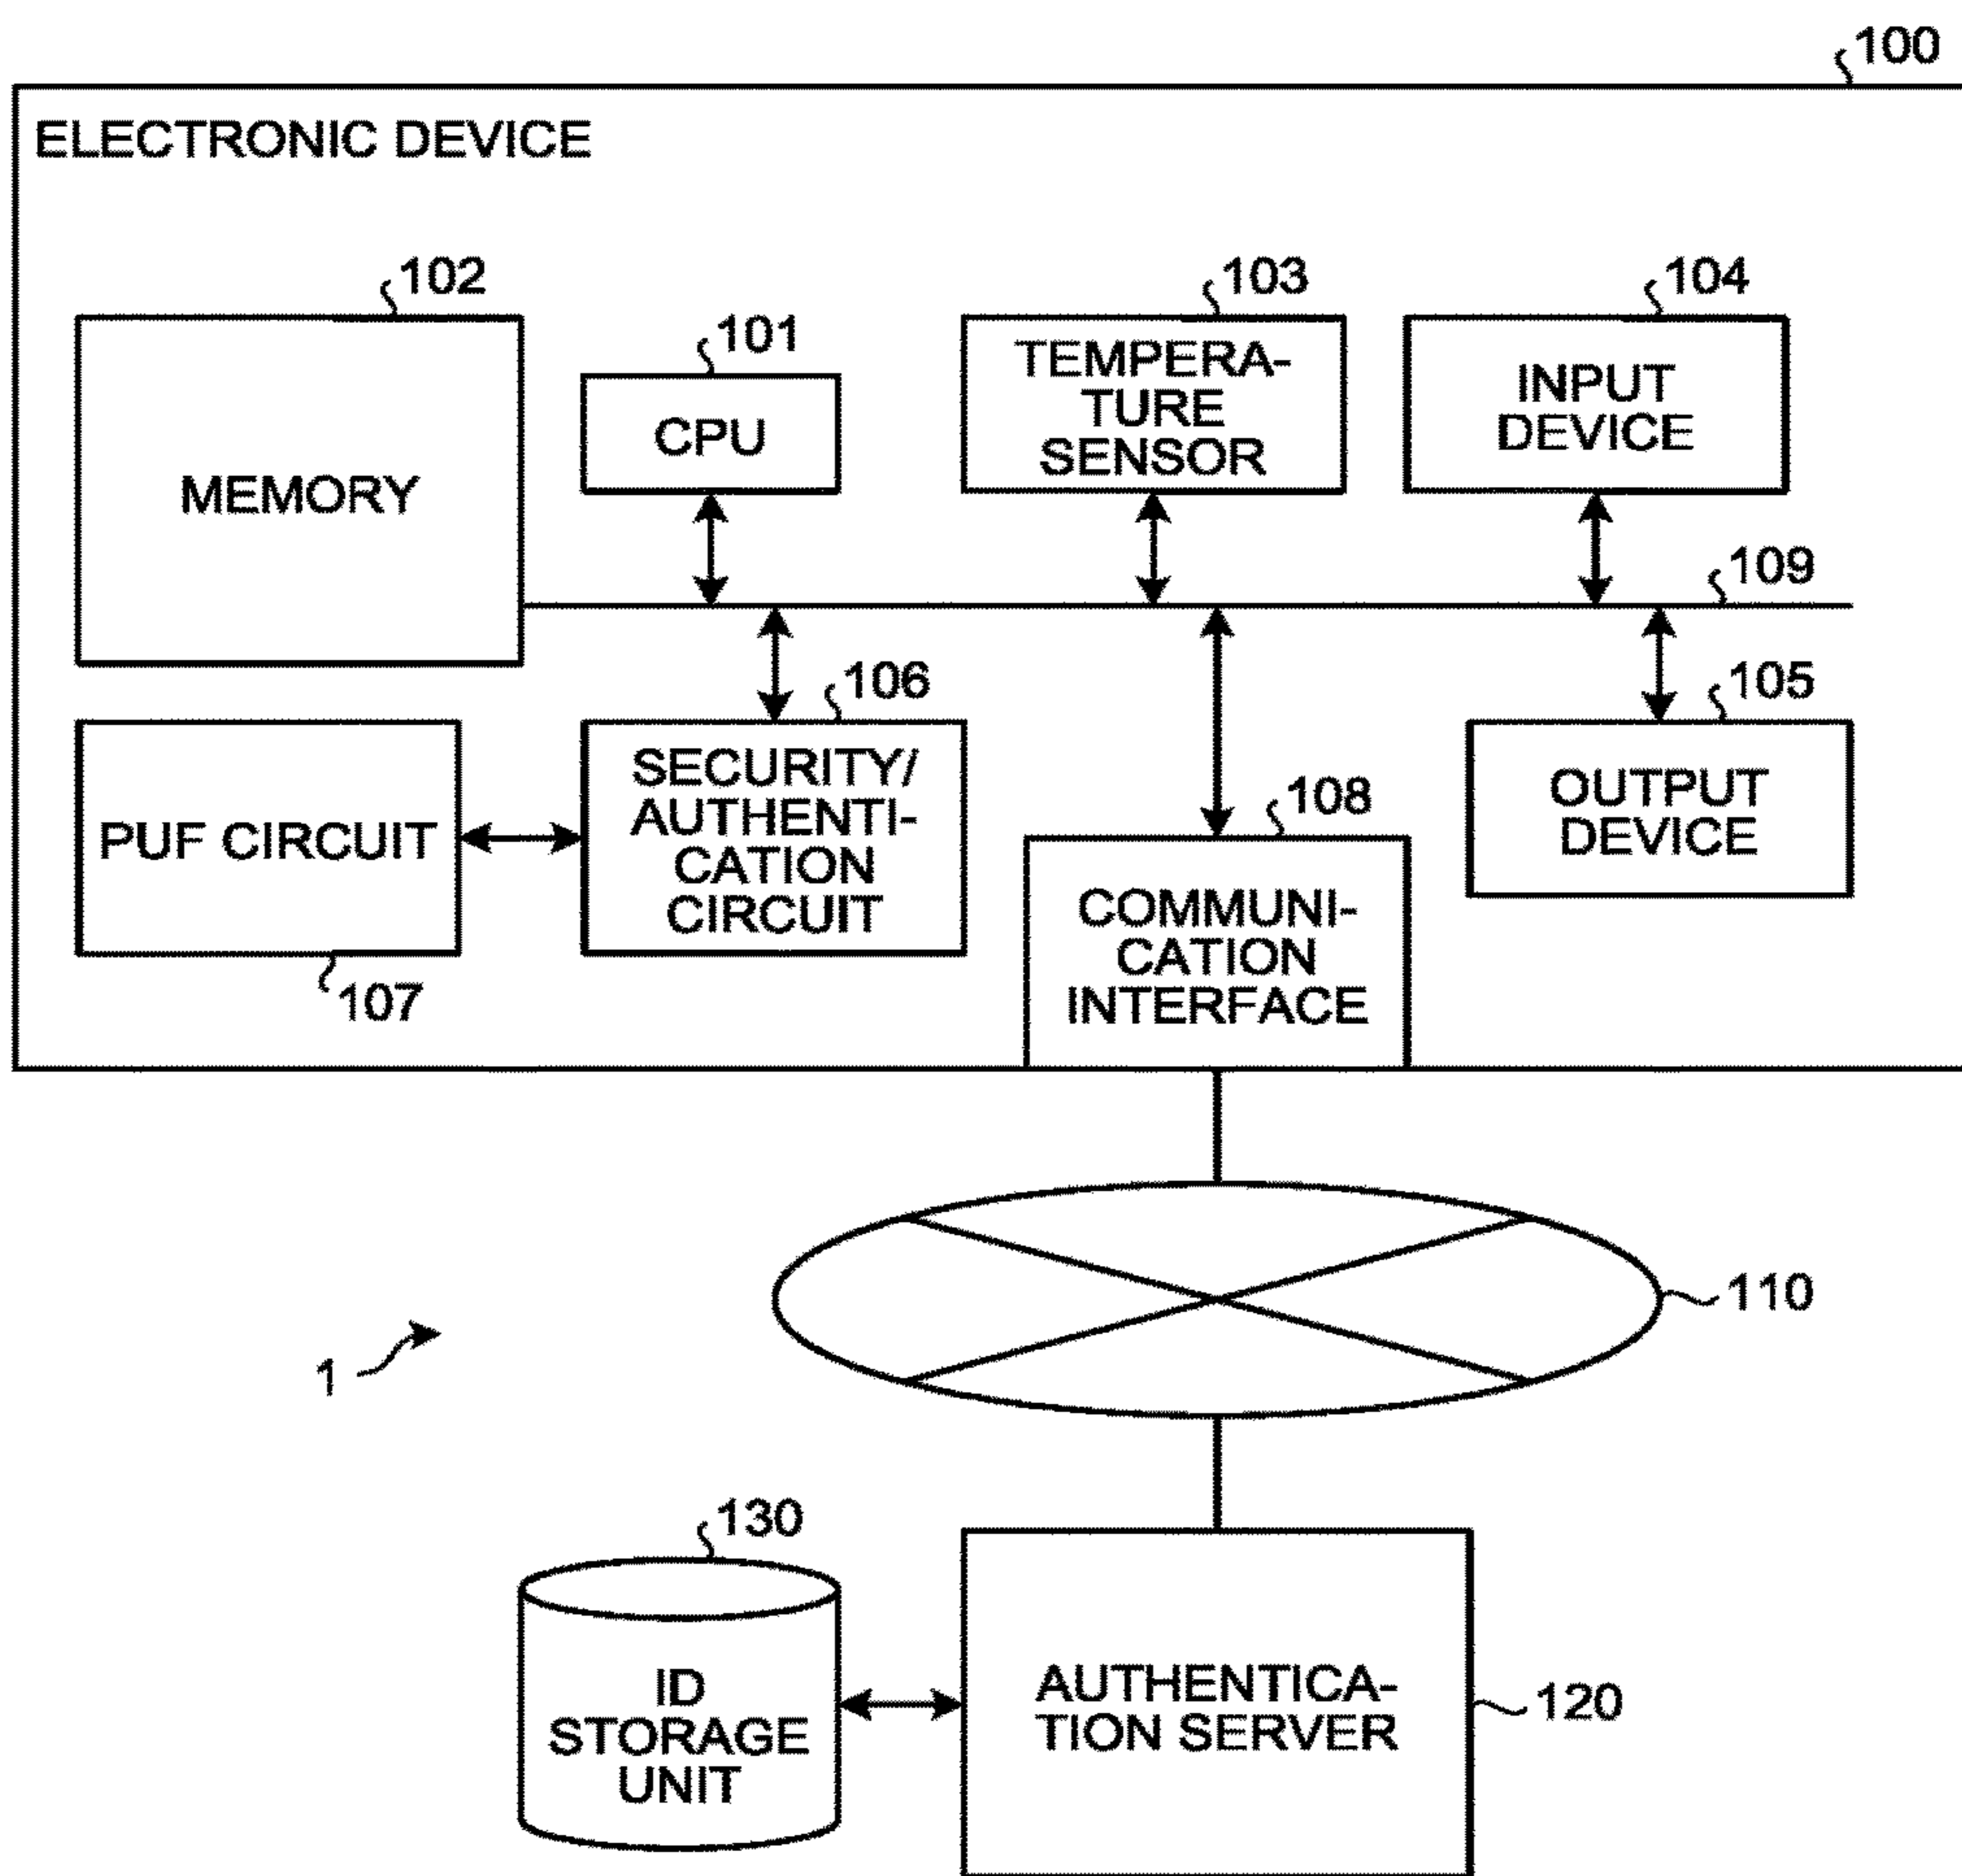 100
ELECTRONIC DEVICE
102
101
103
104
MEMORY
CPU
TEMPERA-
TURE
SENSOR
INPUT
DEVICE
109
106
105
PUF CIRCUIT
107
SECURITY/
AUTHENTI-
CATION
CIRCUIT
108
COMMUNI-
CATION
INTERFACE
OUTPUT
DEVICE
110
1
130
ID
STORAGE
UNIT
AUTHENTICA-
TION SERVER
120